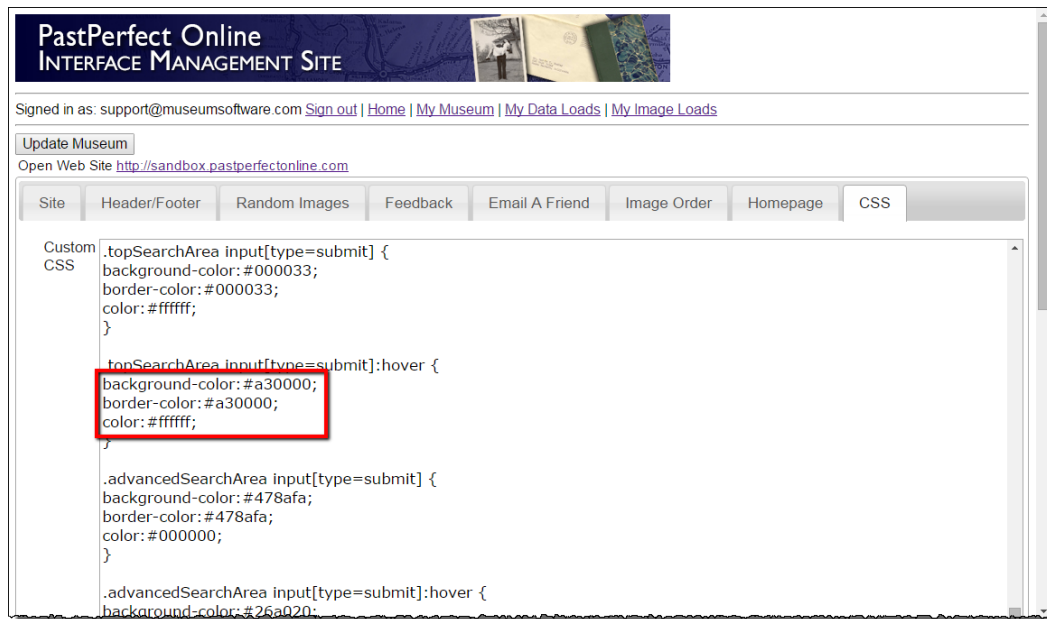 PastPerfect Online
INTERFACE MANAGEMENT SITE
Signed in as: support@museumsoftware.com Sign out | Home | My Museum | My Data Loads | My Image Loads
Update Museum
Open Web Site http://sandbox.pastperfectonline.com
Site Header/Footer Random Images Feedback Email A Friend Image Order Homepage CSS
Custom CSS
.topSearchArea input[type=submit] {
background-color:#000033;
border-color:#000033;
color:#ffffff;
}
.topSearchArea input[type=submit]:hover {
background-color:#a30000;
border-color:#a30000;
color:#ffffff;
}
.advancedSearchArea input[type=submit] {
background-color:#478afa;
border-color:#478afa;
color:#000000;
}
.advancedSearchArea input[type=submit]:hover {
background-color:#26a020;